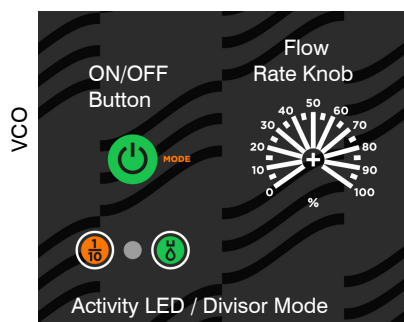 VCO
ON/OFF
Button
MODE
Flow
Rate Knob
0
10
20
30
40
50
60
70
80
90
100
%
1
10
Activity LED / Divisor Mode